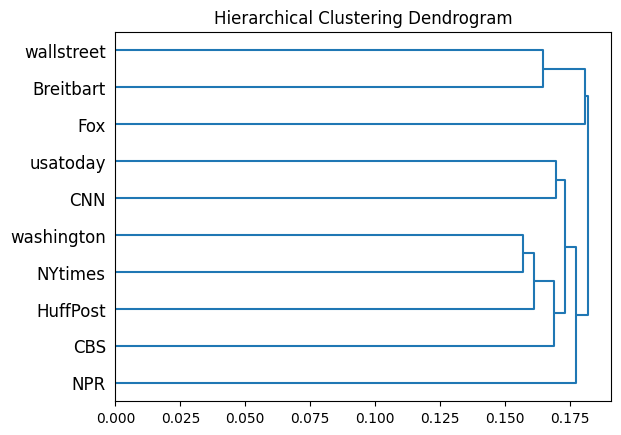 Hierarchical Clustering Dendrogram
wallstreet
Breitbart
Fox
usatoday
CNN
washington
NYtimes
HuffPost
CBS
NPR
0.000 0.025 0.050 0.075 0.100 0.125 0.150 0.175